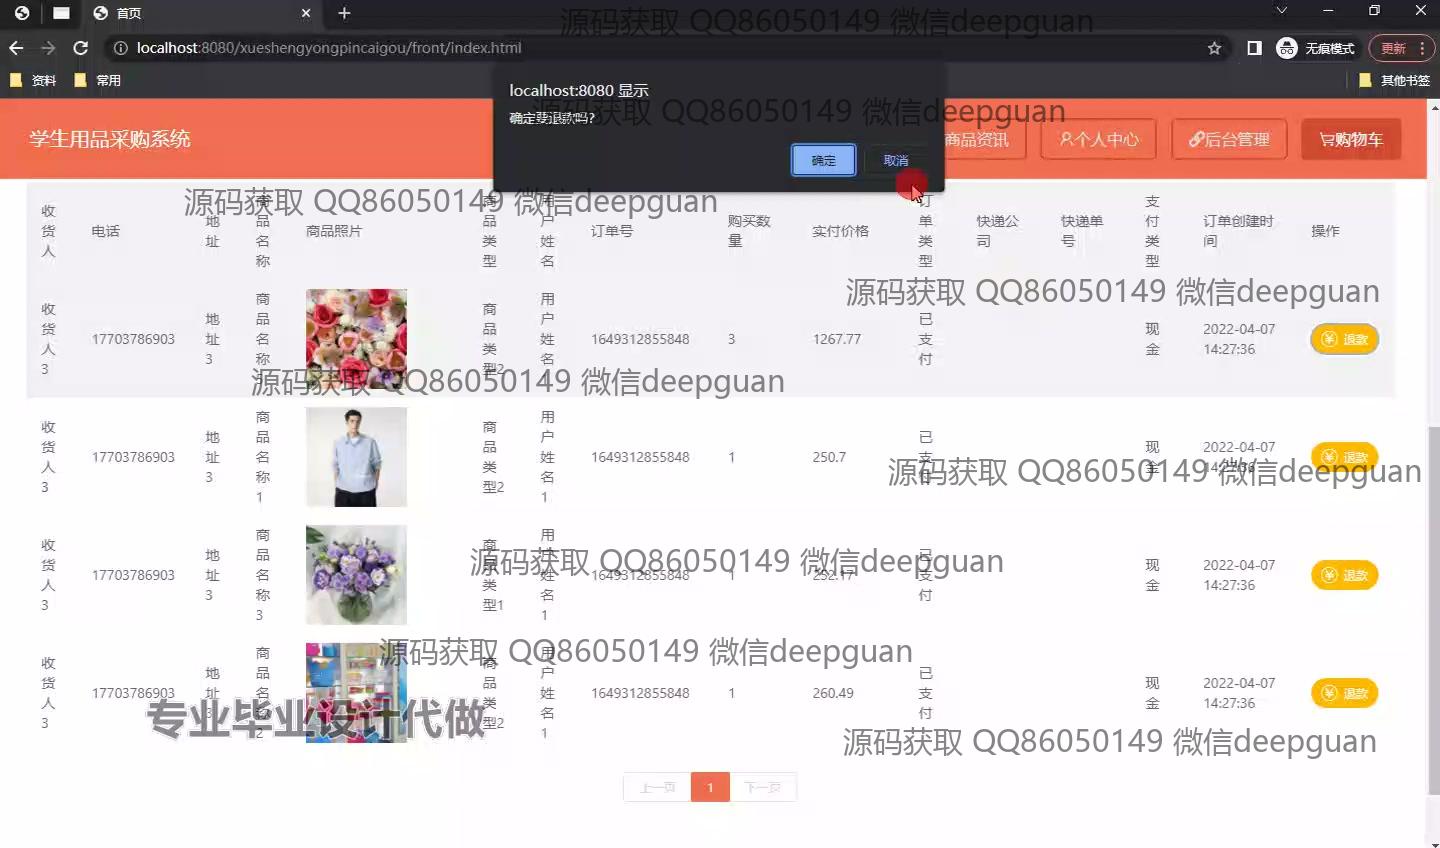 首页
源码获取 QQ86050149 微信deepguan
localhost:8080/xueshengyongpincaigou/front/index.html
无痕模式
更新
资料
常用
其他书签
localhost:8080 显示
源码获取 QQ86050149 微信deepguan
确定要退款吗?
确定
取消
学生用品采购系统
商品资讯
个人中心
后台管理
购物车
源码获取 QQ86050149 微信deepguan
收货人
电话
地址
商品名称
商品照片
商品类型
用户姓名
订单号
购买数量
实付价格
订单类型
快递公司
快递单号
支付类型
订单创建时间
操作
源码获取 QQ86050149 微信deepguan
收货人3
17703786903
地址3
商品名称
商品类型2
用户姓名
1649312855848
3
1267.77
已支付
现金
2022-04-07 14:27:36
退款
源码获取 QQ86050149 微信deepguan
收货人3
17703786903
地址3
商品名称1
商品类型2
用户姓名1
1649312855848
1
250.7
已支付
现金
2022-04-07 14:27:36
退款
源码获取 QQ86050149 微信deepguan
收货人3
17703786903
地址3
商品名称3
商品类型1
用户姓名1
1649312855848
1
252.17
已支付
现金
2022-04-07 14:27:36
退款
源码获取 QQ86050149 微信deepguan
源码获取 QQ86050149 微信deepguan
收货人3
17703786903
地址3
商品名称2
商品类型2
用户姓名1
1649312855848
1
260.49
已支付
现金
2022-04-07 14:27:36
退款
专业毕业设计代做
源码获取 QQ86050149 微信deepguan
上一页
1
下一页